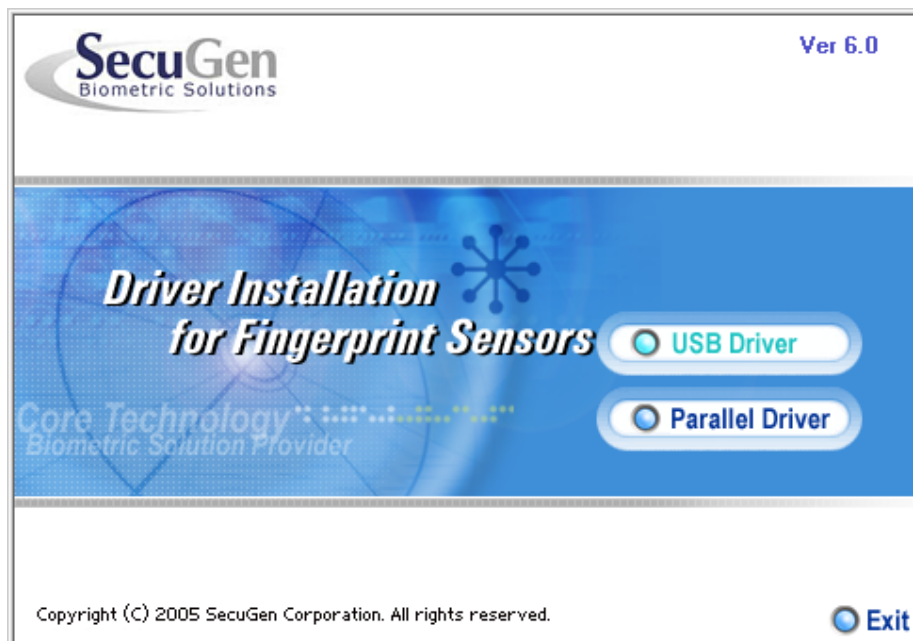 SecuGen
Biometric Solutions
Ver 6.0
Driver Installation
for Fingerprint Sensors
USB Driver
Parallel Driver
Core Technology
Biometric Solution Provider
Copyright (C) 2005 SecuGen Corporation. All rights reserved.
Exit